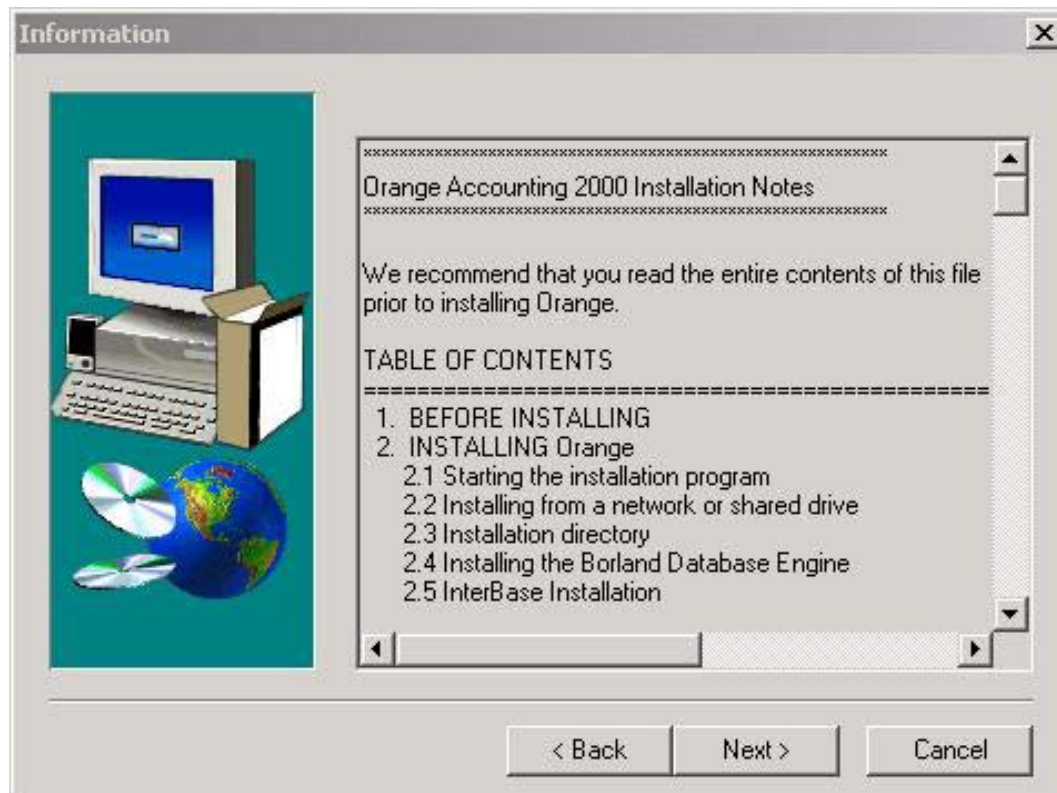 Information
××××××××××××××××××××××××××××××××××××××××××××××××××××××××××
Orange Accounting 2000 Installation Notes
××××××××××××××××××××××××××××××××××××××××××××××××××××××××××
We recommend that you read the entire contents of this file
prior to installing Orange.
TABLE OF CONTENTS
==================================================
1. BEFORE INSTALLING
2. INSTALLING Orange
2.1 Starting the installation program
2.2 Installing from a network or shared drive
2.3 Installation directory
2.4 Installing the Borland Database Engine
2.5 InterBase Installation
< Back
Next >
Cancel